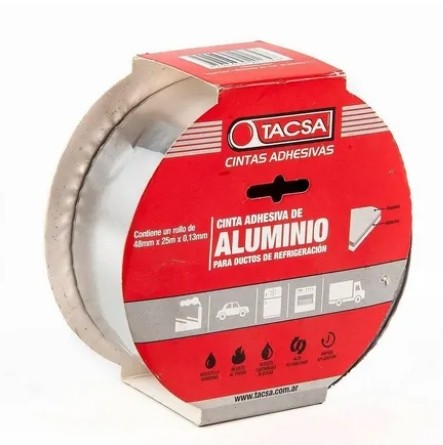 TACSA
CINTAS ADHESIVAS
Contiene un rollo de
48mm x 25m x 0,13mm
CINTA ADHESIVA DE
ALUMINIO
PARA DUCTOS DE REFRIGERACIÓN
www.tacsa.com.ar